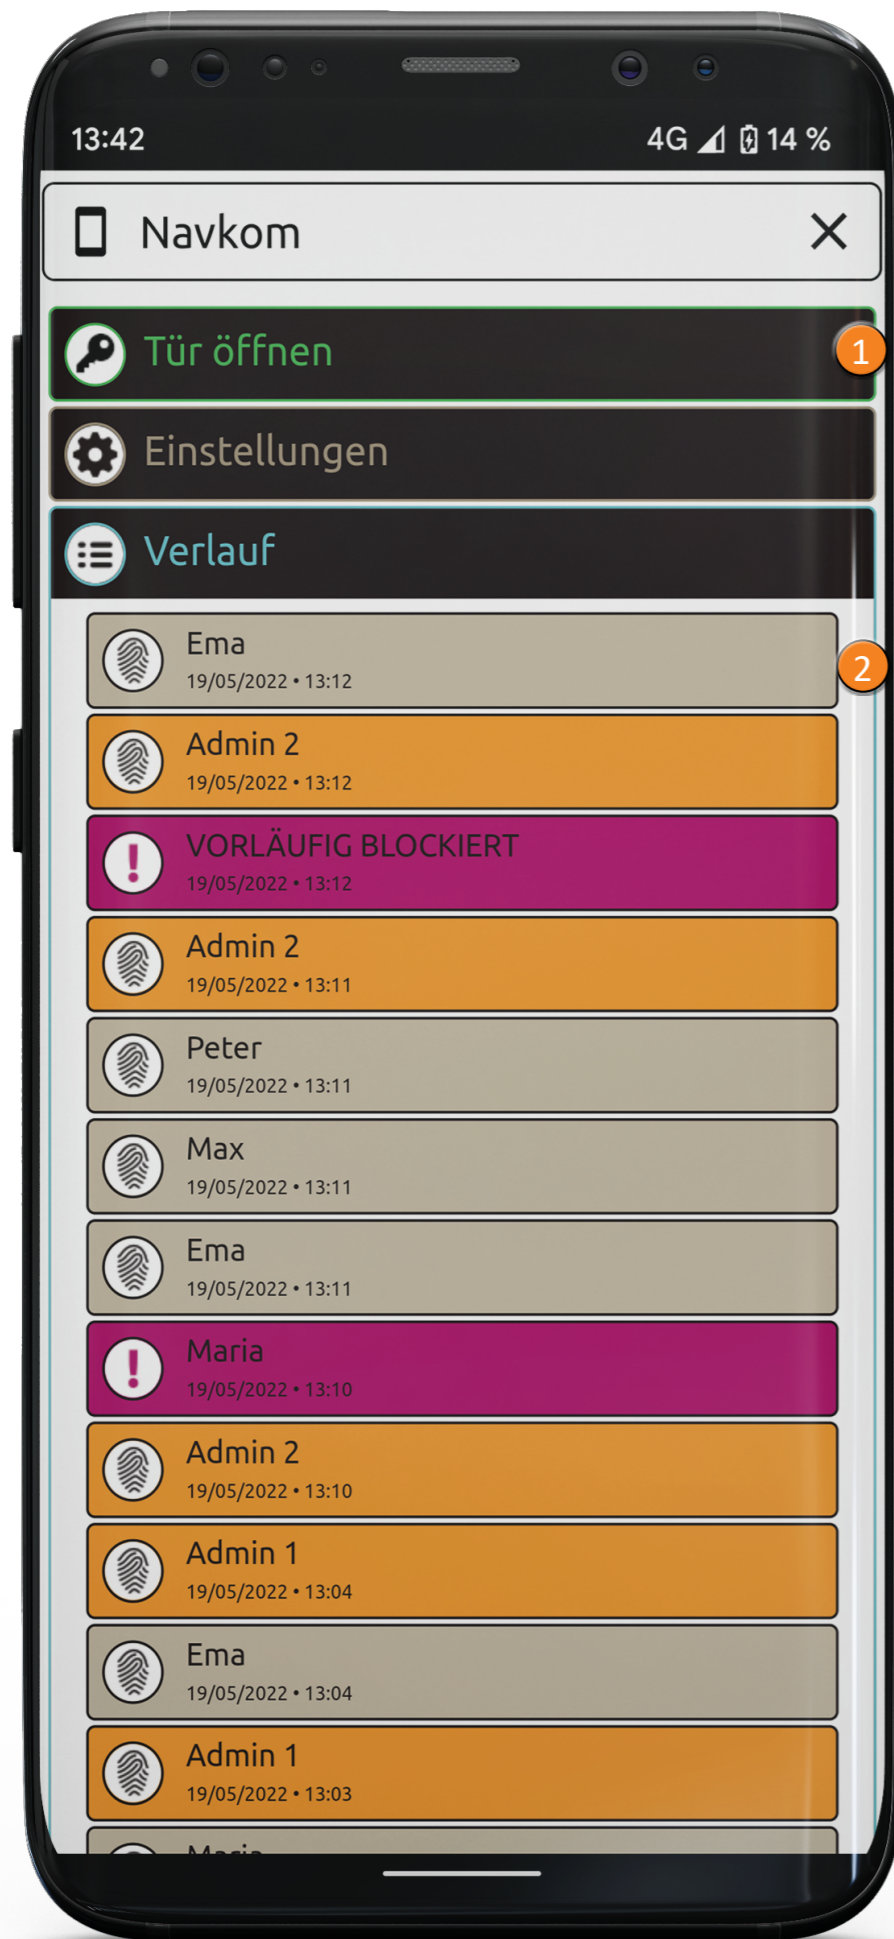 13:42
4G 14 %
Navkom
Tür öffnen
1
Einstellungen
Verlauf
Ema
19/05/2022 • 13:12
2
Admin 2
19/05/2022 • 13:12
VORLÄUFIG BLOCKIERT
19/05/2022 • 13:12
Admin 2
19/05/2022 • 13:11
Peter
19/05/2022 • 13:11
Max
19/05/2022 • 13:11
Ema
19/05/2022 • 13:11
Maria
19/05/2022 • 13:10
Admin 2
19/05/2022 • 13:10
Admin 1
19/05/2022 • 13:04
Ema
19/05/2022 • 13:04
Admin 1
19/05/2022 • 13:03
Maria